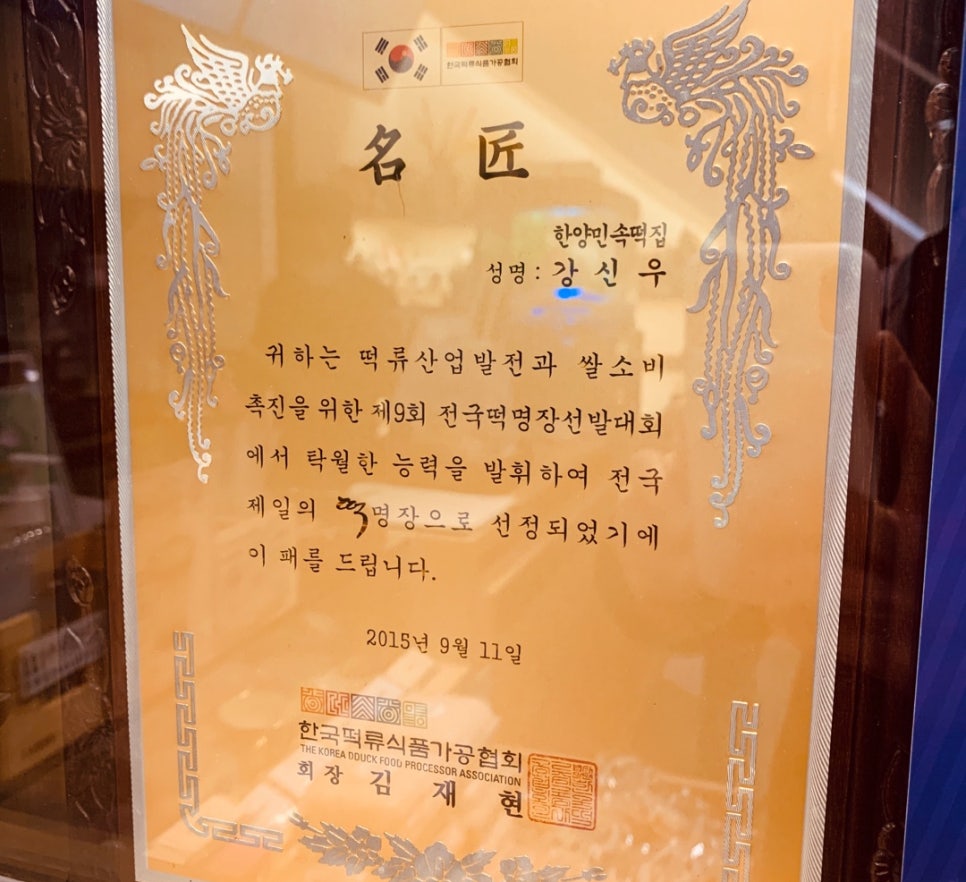 한국떡류식품가공협회
名 匠
한양민속떡집
성명 : 강 신 우
귀하는 떡류산업발전과 쌀소비
촉진을 위한 제9회 전국떡명장선발대회
에서 탁월한 능력을 발휘하여 전국
제일의 떡명장으로 선정되었기에
이 패를 드립니다.
2015년 9월 11일
한국떡류식품가공협회
THE KOREA DDUCK FOOD PROCESSOR ASSOCIATION
회장 김 재 현